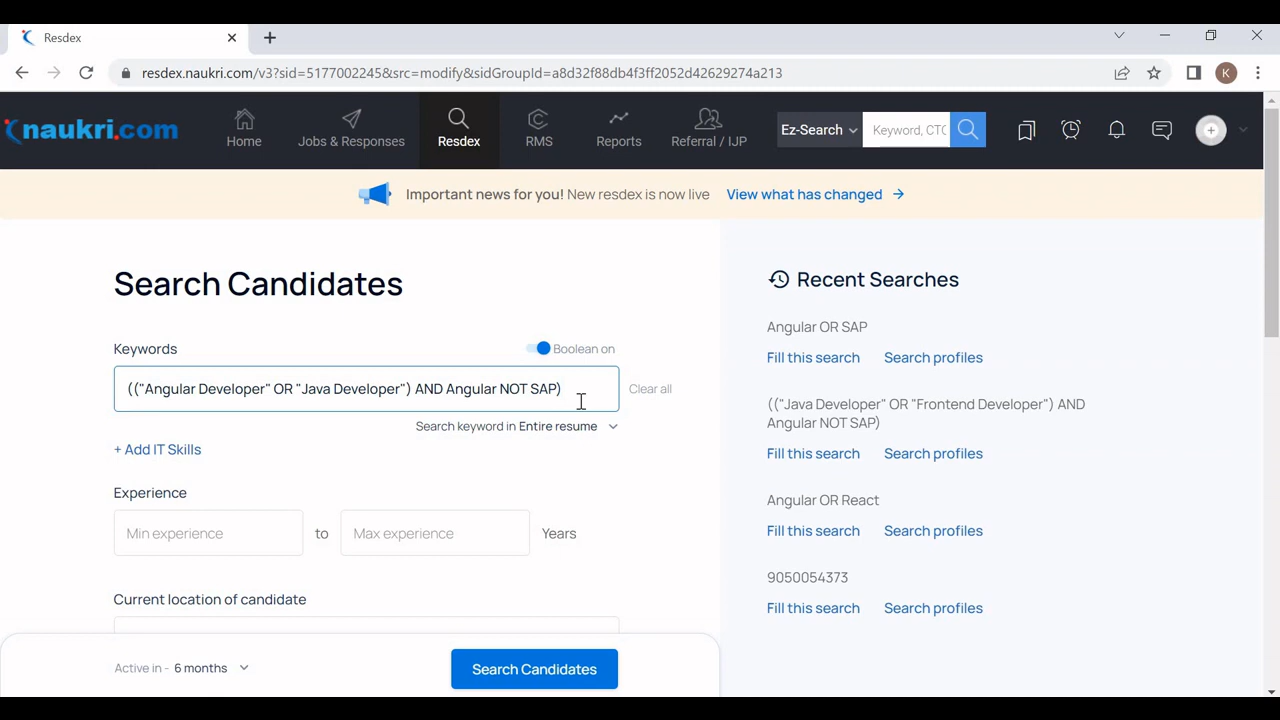 Resdex
resdex.naukri.com/v3?sid=5177002245&src=modify&sidGroupId=a8d32f88db4f3ff2052d42629274a213
K
naukri.com
Home
Jobs & Responses
Resdex
RMS
Reports
Referral / IJP
Ez-Search
Keyword, CTC
Important news for you! New resdex is now live View what has changed →
Search Candidates
Keywords
Boolean on
(("Angular Developer" OR "Java Developer") AND Angular NOT SAP)
Clear all
Search keyword in Entire resume
+ Add IT Skills
Experience
Min experience
to
Max experience
Years
Current location of candidate
Active in - 6 months
Search Candidates
Recent Searches
Angular OR SAP
Fill this search Search profiles
(("Java Developer" OR "Frontend Developer") AND
Angular NOT SAP)
Fill this search Search profiles
Angular OR React
Fill this search Search profiles
9050054373
Fill this search Search profiles